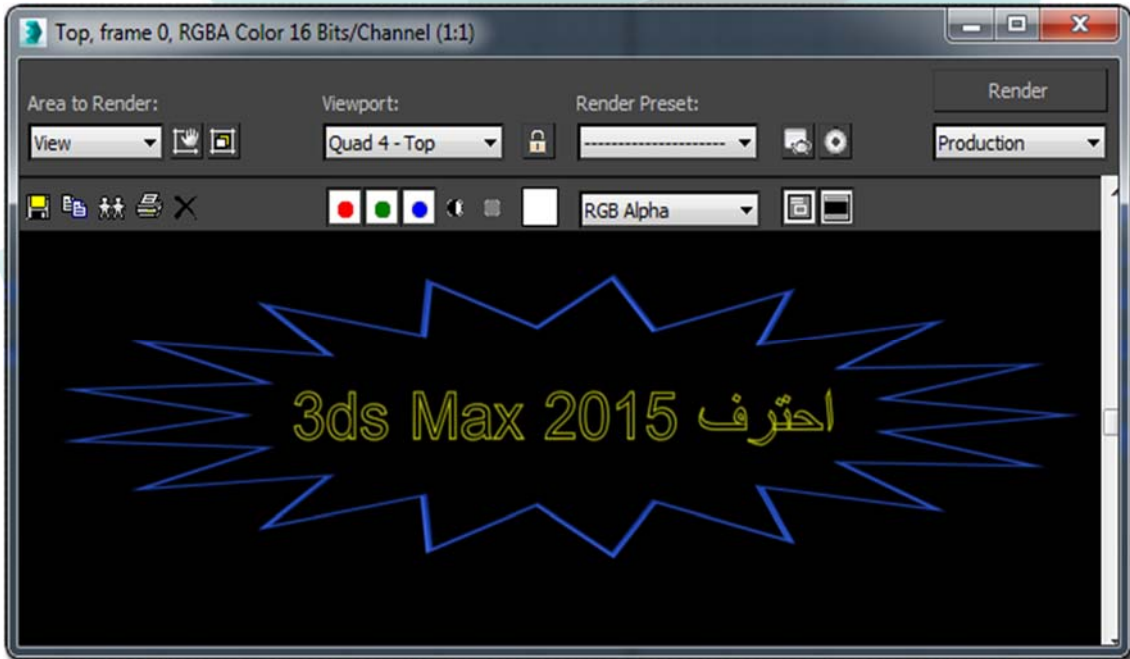 Top, frame 0, RGBA Color 16 Bits/Channel (1:1)
Area to Render: Viewport: Render Preset: Render
View Quad 4 - Top --------------------- Production
RGB Alpha
احترف 3ds Max 2015